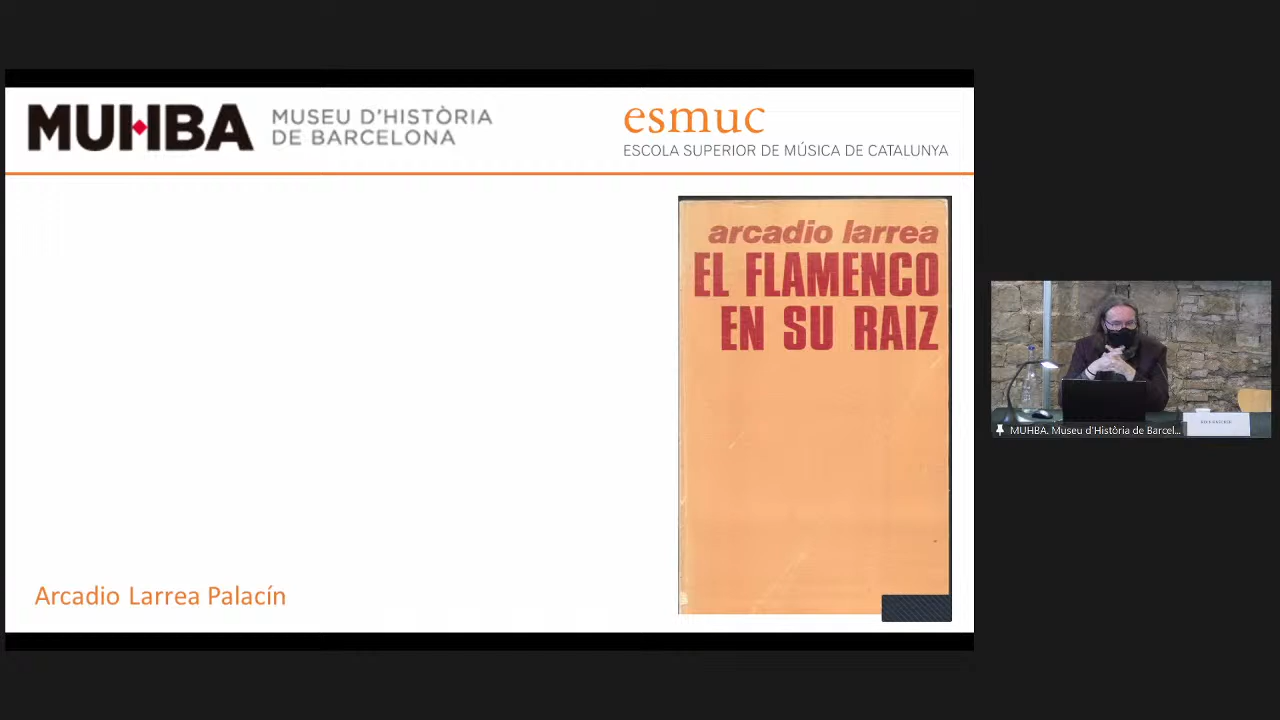 MUHBA
MUSEU D'HISTÒRIA
DE BARCELONA
esmuc
ESCOLA SUPERIOR DE MÚSICA DE CATALUNYA
arcadio larrea
EL FLAMENCO
EN SU RAIZ
Arcadio Larrea Palacín
MUHBA. Museu d'Història de Barcel...